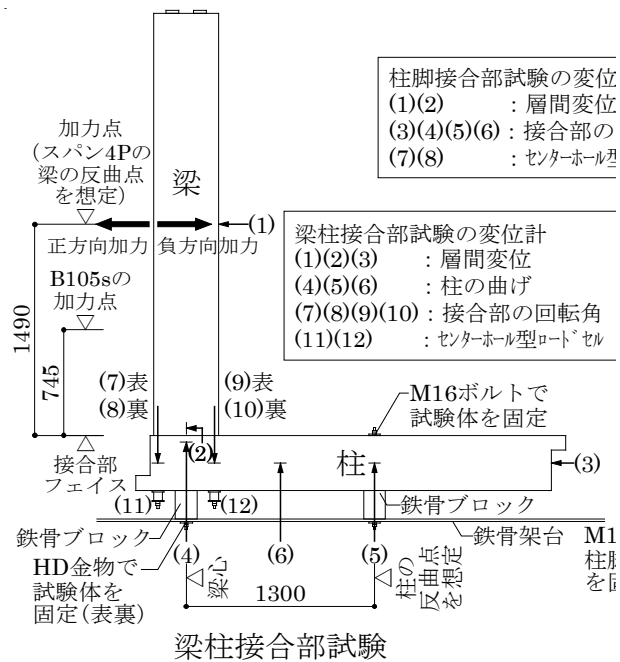 柱脚接合部試験の変位
(1)(2) : 層間変位
(3)(4)(5)(6) : 接合部の
(7)(8) : センターホール型
加力点
(スパン4Pの
梁の反曲点
を想定)
梁
(1)
正方向加力
負方向加力
B105sの
加力点
1490
745
梁柱接合部試験の変位計
(1)(2)(3) : 層間変位
(4)(5)(6) : 柱の曲げ
(7)(8)(9)(10) : 接合部の回転角
(11)(12) : センターホール型ロードセル
(7)表
(8)裏
(9)表
(10)裏
M16ボルトで
試験体を固定
(2)
柱
(3)
接合部
フェイス
(11)
(12)
鉄骨ブロック
鉄骨ブロック
鉄骨架台
(4)
(6)
(5)
HD金物で
試験体を
固定(表裏)
梁心
1300
柱の
反曲点
を想定
M1
柱脚
を固
梁柱接合部試験